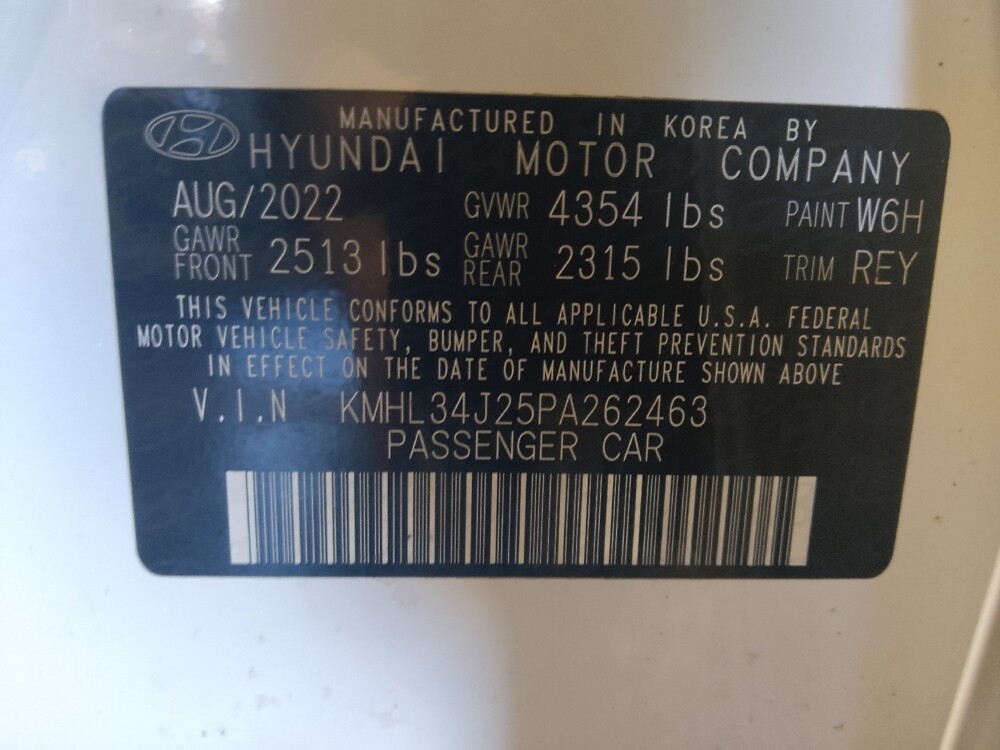 MANUFACTURED IN KOREA BY
HYUNDAI MOTOR COMPANY
AUG/2022 GVWR 4354 lbs PAINT W6H
GAWR FRONT 2513 lbs GAWR REAR 2315 lbs TRIM REY
THIS VEHICLE CONFORMS TO ALL APPLICABLE U.S.A. FEDERAL
MOTOR VEHICLE SAFETY, BUMPER, AND THEFT PREVENTION STANDARDS
IN EFFECT ON THE DATE OF MANUFACTURE SHOWN ABOVE
V.I.N KMHL34J25PA262463
PASSENGER CAR